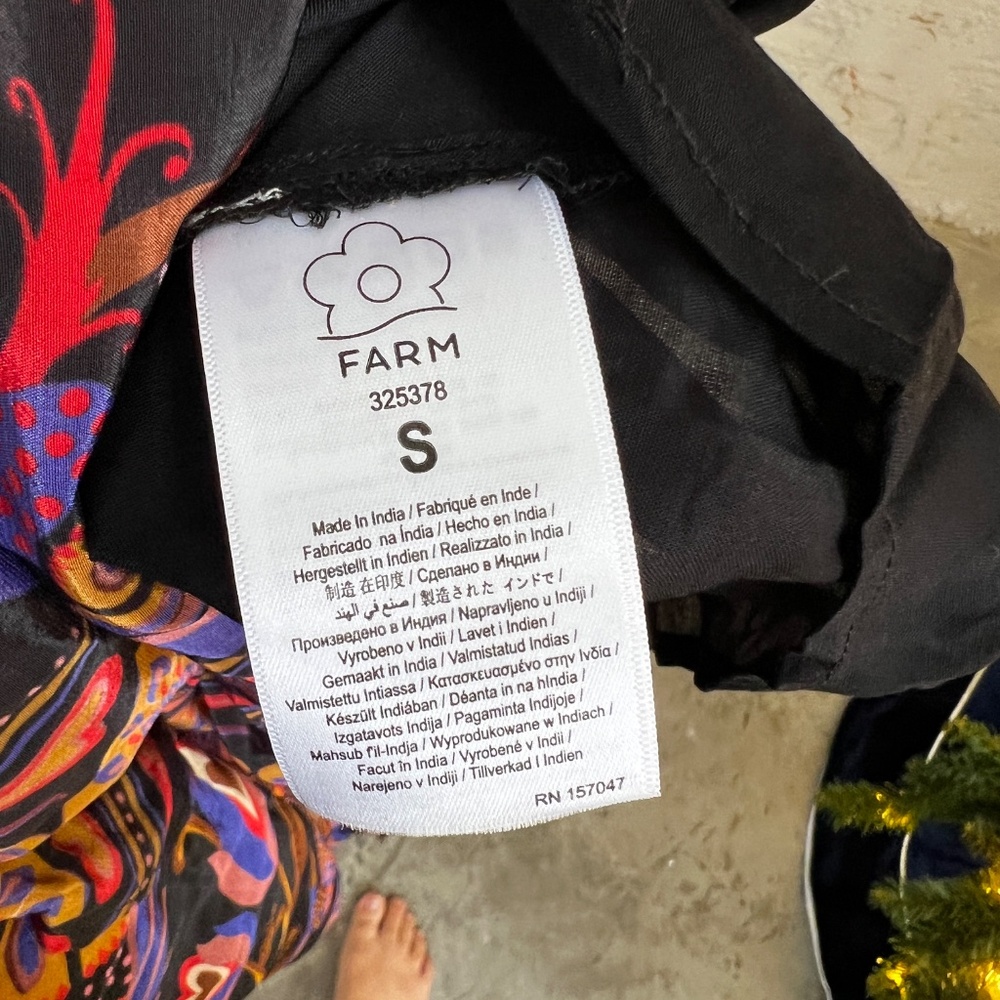 FARM
325378
S
Made In India / Fabriqué en Inde /
Fabricado na Índia / Hecho en India /
Hergestellt in Indien / Realizzato in India /
制造 在印度 / Сделано в Индии /
صنع في الهند / 製造された インドで /
Произведено в Индия / Napravljeno u Indiji /
Vyrobeno v Indii / Lavet i Indien /
Gemaakt in India / Valmistatud Indias /
Valmistettu Intiassa / Κατασκευασμένο στην Ινδία /
Készült Indiában / Déanta in na hIndia /
Izgatavots Indija / Pagaminta Indijoje /
Mahsub fil-Indja / Wyprodukowane w Indiach /
Facut în India / Vyrobené v Indii /
Narejeno v Indiji / Tillverkad I Indien
RN 157047